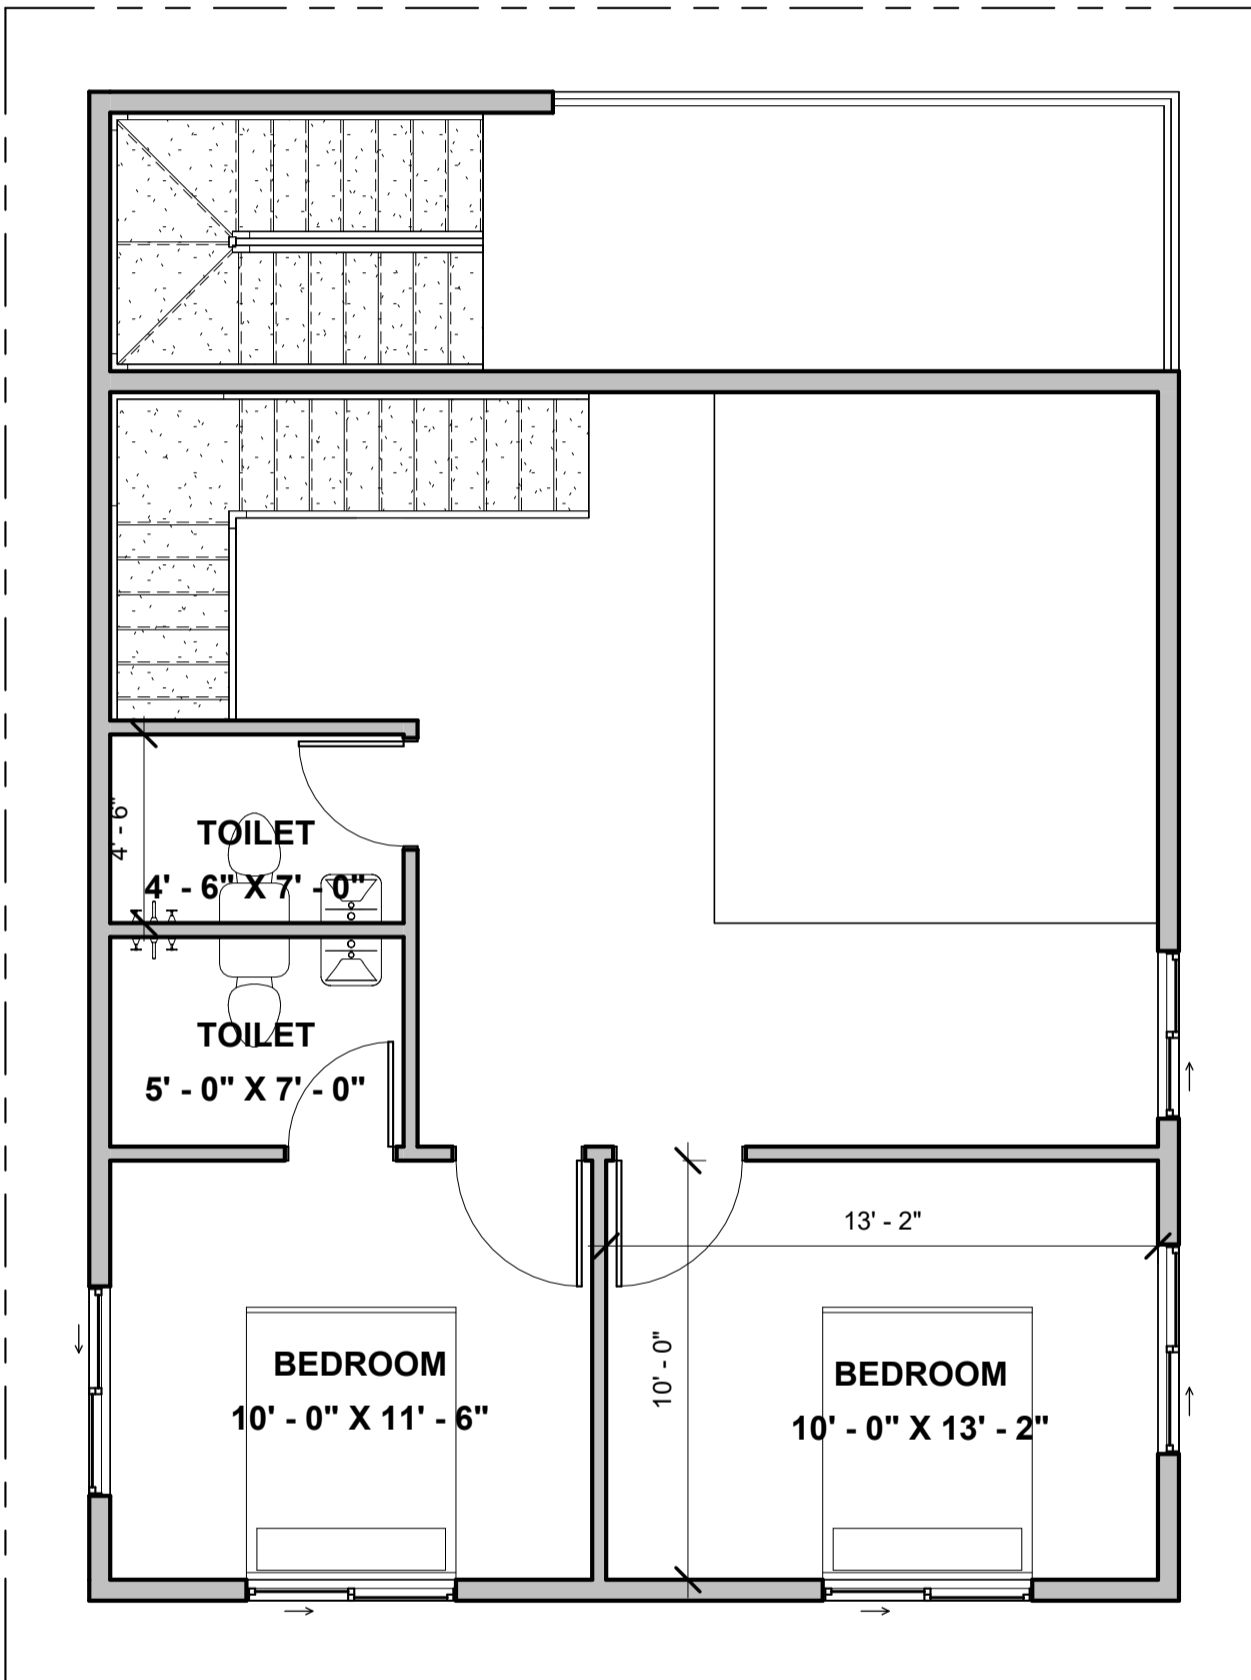 4' - 6"
TOILET
4' - 6" X 7' - 0"
TOILET
5' - 0" X 7' - 0"
13' - 2"
10' - 0"
BEDROOM
10' - 0" X 11' - 6"
BEDROOM
10' - 0" X 13' - 2"